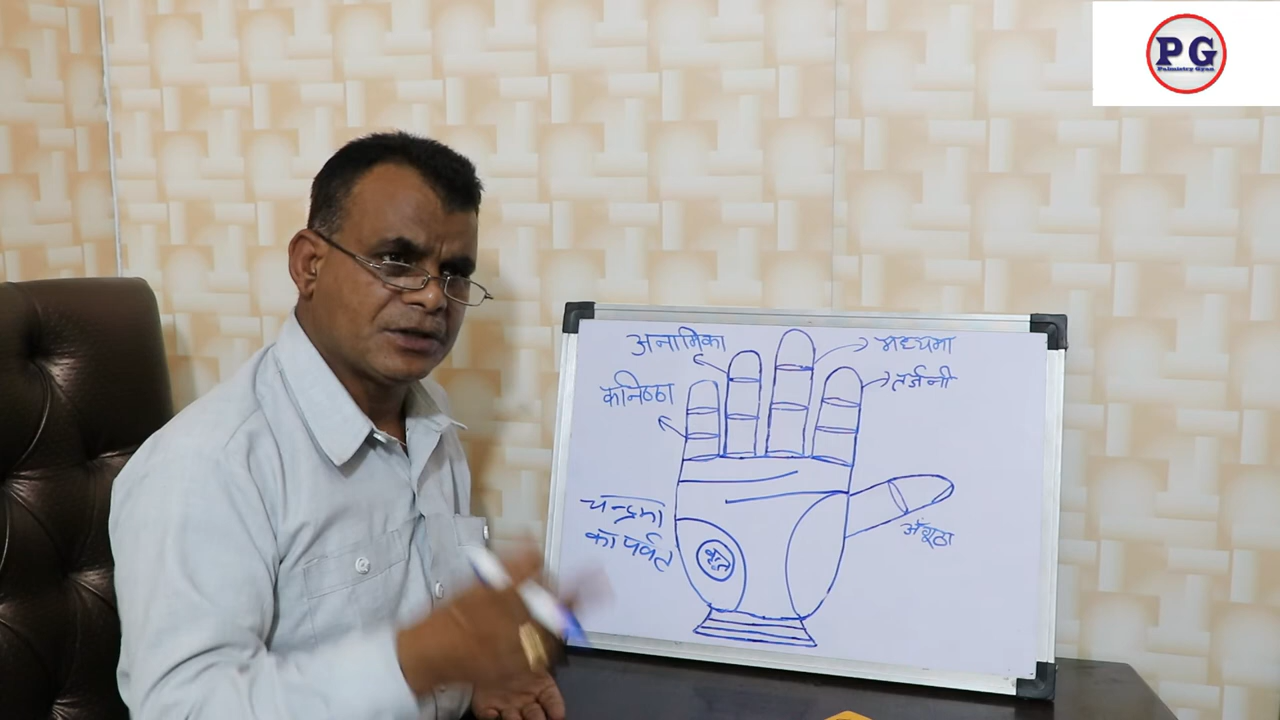 PG
Palmistry Gyan
अनामिका
मध्यमा
कनिष्ठा
तर्जनी
चन्द्रमा
का पर्वत
वृत
अँगूठा